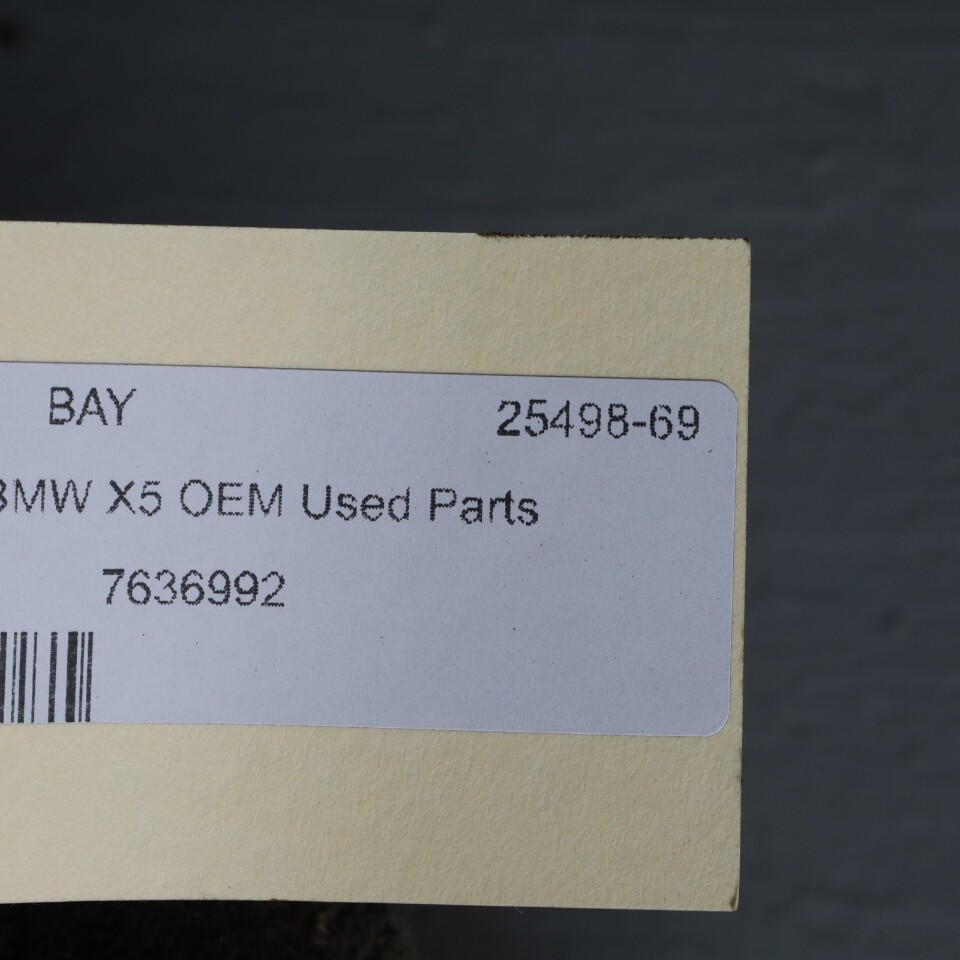 BAY 25498-69
BMW X5 OEM Used Parts
7636992